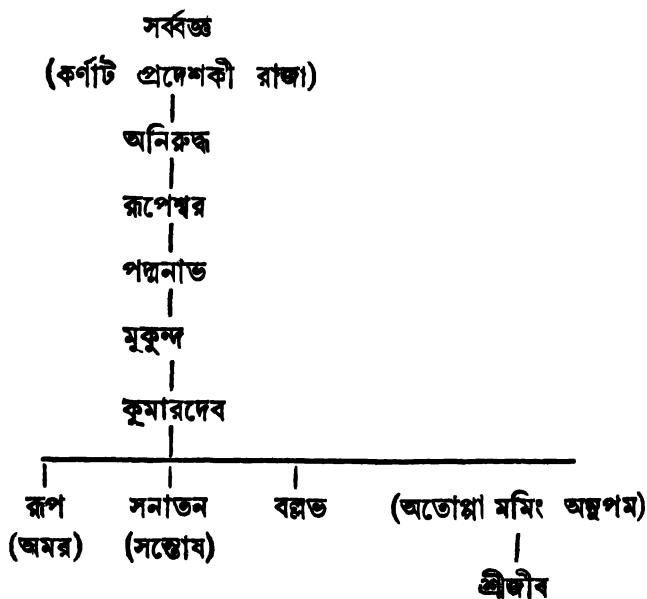 সর্ব্বজ্ঞ
(কর্ণাট প্রদেশকী রাজা)
অনিরুদ্ধ
রূপেশ্বর
পদ্মনাভ
মুকুন্দ
কুমারদেব
রূপ সনাতন বল্লভ (অতোপ্পা মমিং অনুপম)
(অমর) (সন্তোষ)
শ্রীজীব